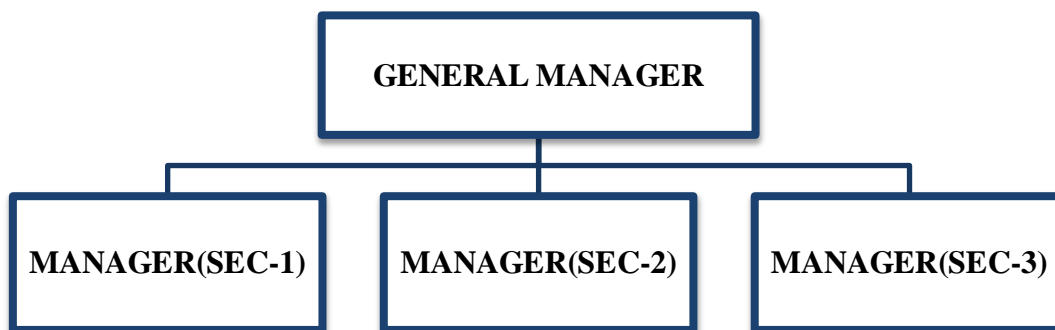 GENERAL MANAGER
MANAGER(SEC-1)
MANAGER(SEC-2)
MANAGER(SEC-3)